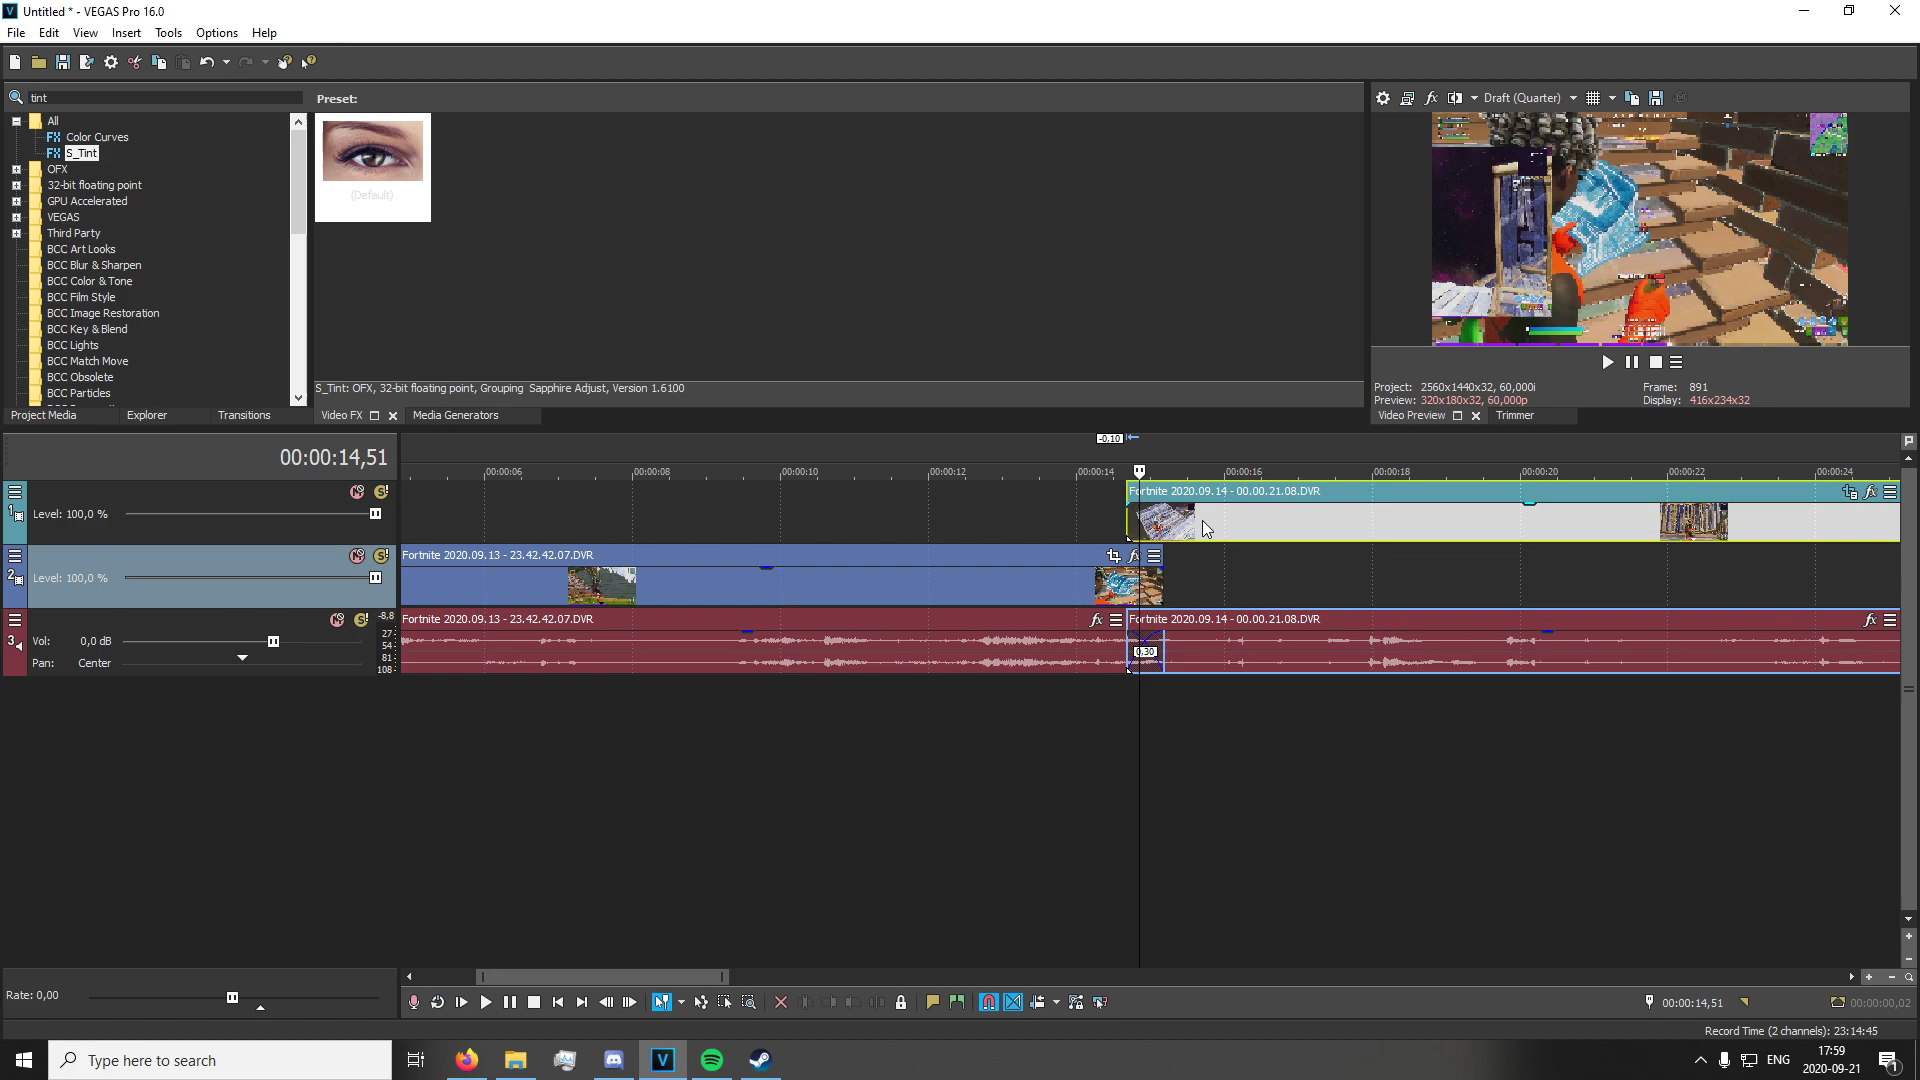 Untitled * - VEGAS Pro 16.0
File Edit View Insert Tools Options Help
tint
Preset:
Draft (Quarter)
All
Color Curves
S_Tint
OFX
32-bit floating point
GPU Accelerated
VEGAS
Third Party
BCC Art Looks
BCC Blur & Sharpen
BCC Color & Tone
BCC Film Style
BCC Image Restoration
BCC Key & Blend
BCC Lights
BCC Match Move
BCC Obsolete
BCC Particles
(Default)
S_Tint: OFX, 32-bit floating point, Grouping Sapphire Adjust, Version 1.6100
Project: 2560x1440x32, 60,000i Frame: 891
Preview: 320x180x32, 60,000p Display: 416x234x32
Project Media Explorer Transitions Video FX Media Generators
Video Preview Trimmer
-0,10
00:00:14,51
00:00:06 00:00:08 00:00:10 00:00:12 00:00:14 00:00:16 00:00:18 00:00:20 00:00:22 00:00:24
Fortnite 2020.09.14 - 00.00.21.08.DVR
1 Level: 100,0 %
Fortnite 2020.09.13 - 23.42.42.07.DVR
2 Level: 100,0 %
-8,8
Fortnite 2020.09.13 - 23.42.42.07.DVR
Fortnite 2020.09.14 - 00.00.21.08.DVR
3 Vol: 0,0 dB
Pan: Center
27
54
81
108
0,30
Rate: 0,00
00:00:14,51
00:00:00,02
Record Time (2 channels): 23:14:45
Type here to search
ENG
17:59
2020-09-21
1